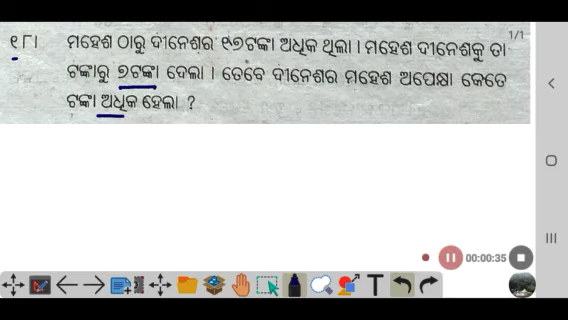 ୧୮। ମହେଶ ଠାରୁ ଦୀନେଶର ୧୭ଟଙ୍କା ଅଧିକ ଥିଲା । ମହେଶ ଦୀନେଶକୁ ତା
ଟଙ୍କାରୁ ୭ଟଙ୍କା ଦେଲା । ତେବେ ଦୀନେଶର ମହେଶ ଅପେକ୍ଷା କେତେ
ଟଙ୍କା ଅଧିକ ହେଲା ?
1/1
00:00:35
T